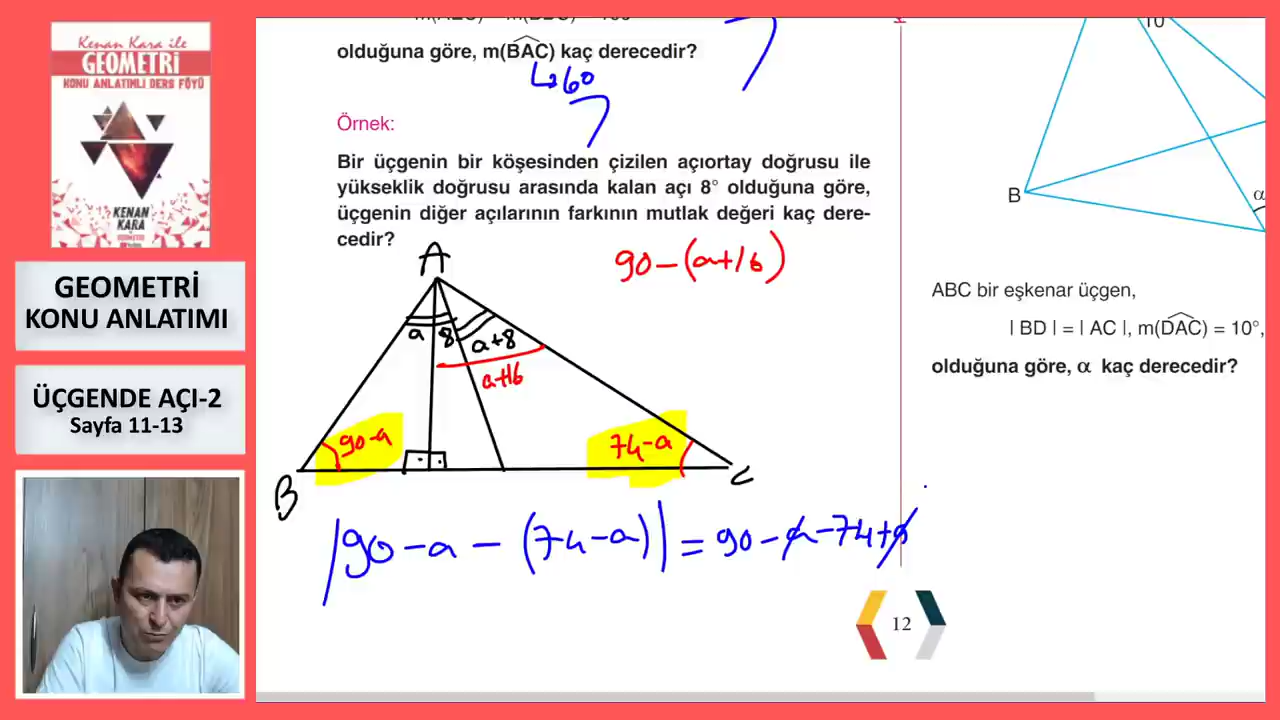 Kenan Kara ile
GEOMETRİ
KONU ANLATIMLI DERS FÖYÜ
KENAN
KARA
GEOMETRİ
KONU ANLATIMI
ÜÇGENDE AÇI-2
Sayfa 11-13
olduğuna göre, m(BAC) kaç derecedir?
↳60
Örnek:
Bir üçgenin bir köşesinden çizilen açıortay doğrusu ile
yükseklik doğrusu arasında kalan açı 8° olduğuna göre,
üçgenin diğer açılarının farkının mutlak değeri kaç dere-
cedir?
90-(a+16)
A
a 8 a+8
a+16
90-a
74-a
B
C
|90-a-(74-a)|=90-a-74+a
12
10
B
α
ABC bir eşkenar üçgen,
| BD | = | AC |, m(DAC) = 10°,
olduğuna göre, α kaç derecedir?